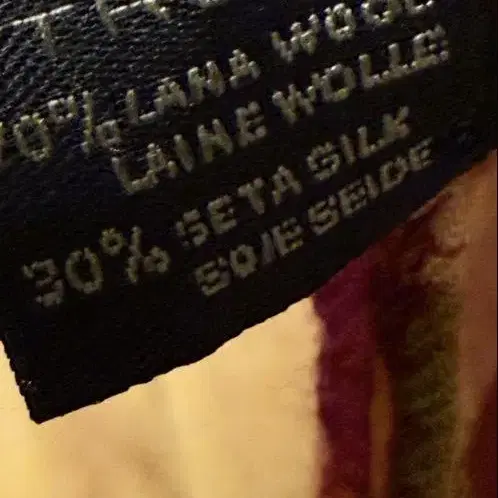 70% LANA WOOL
LAINE WOLLE
30% SETA SILK
SOIE SEIDE